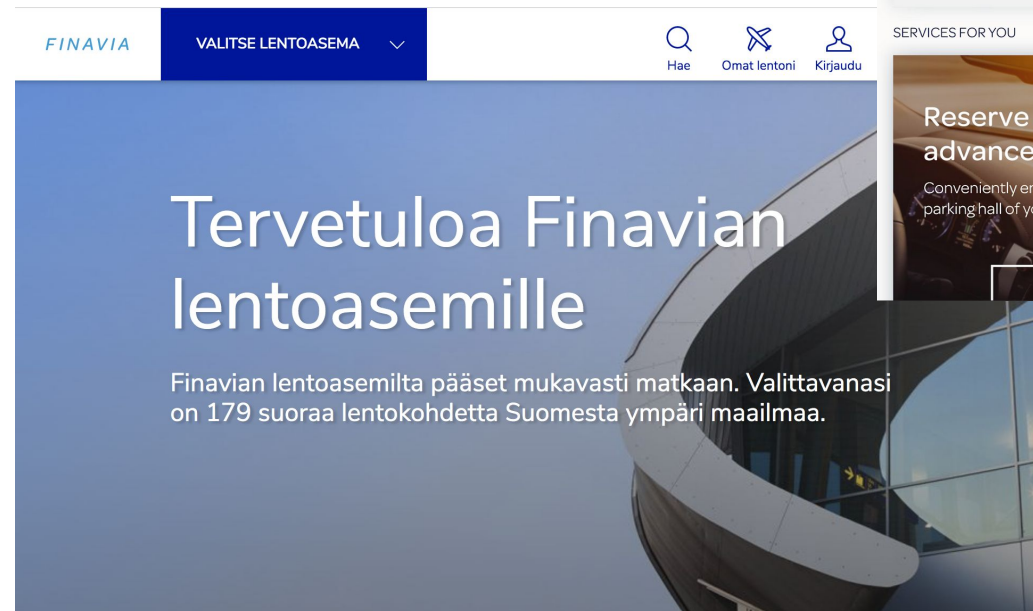 FINAVIA
VALITSE LENTOASEMA
Hae
Omat lentoni
Kirjaudu
Tervetuloa Finavian
lentoasemille
Finavian lentoasemilta pääset mukavasti matkaan. Valittavanasi
on 179 suoraa lentokohdetta Suomesta ympäri maailmaa.
SERVICES FOR YOU
Reserve
advance
Conveniently
parking hall of